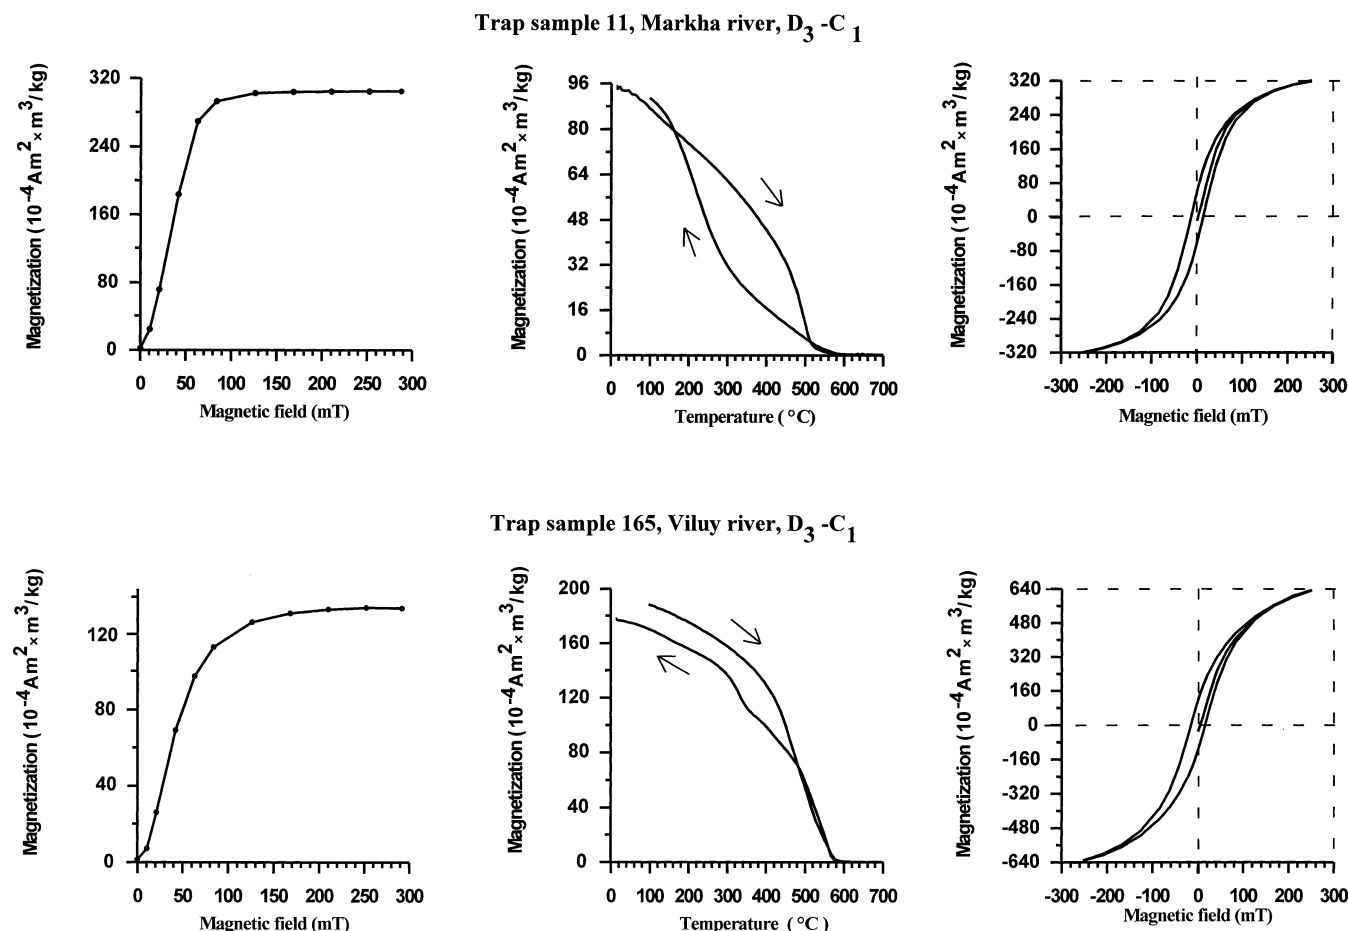 Trap sample 11, Markha river, D3 -C 1
Magnetization (10-4Am2×m3/kg)
320
240
160
80
0
0 50 100 150 200 250 300
Magnetic field (mT)
Magnetization (10-4Am2×m3/kg)
96
80
64
48
32
16
0
0 100 200 300 400 500 600 700
Temperature ( °C)
Magnetization (10-4Am2×m3/kg)
320
240
160
80
0
-80
-160
-240
-320
-300 -200 -100 0 100 200 300
Magnetic field (mT)
Trap sample 165, Viluy river, D3 -C1
Magnetization (10-4Am2×m3/kg)
120
80
40
0
0 50 100 150 200 250 300
Magnetic field (mT)
Magnetization (10-4Am2×m3/kg)
200
160
120
80
40
0
0 100 200 300 400 500 600 700
Temperature ( °C)
Magnetization (10-4Am2×m3/kg)
640
480
320
160
0
-160
-320
-480
-640
-300 -200 -100 0 100 200 300
Magnetic field (mT)